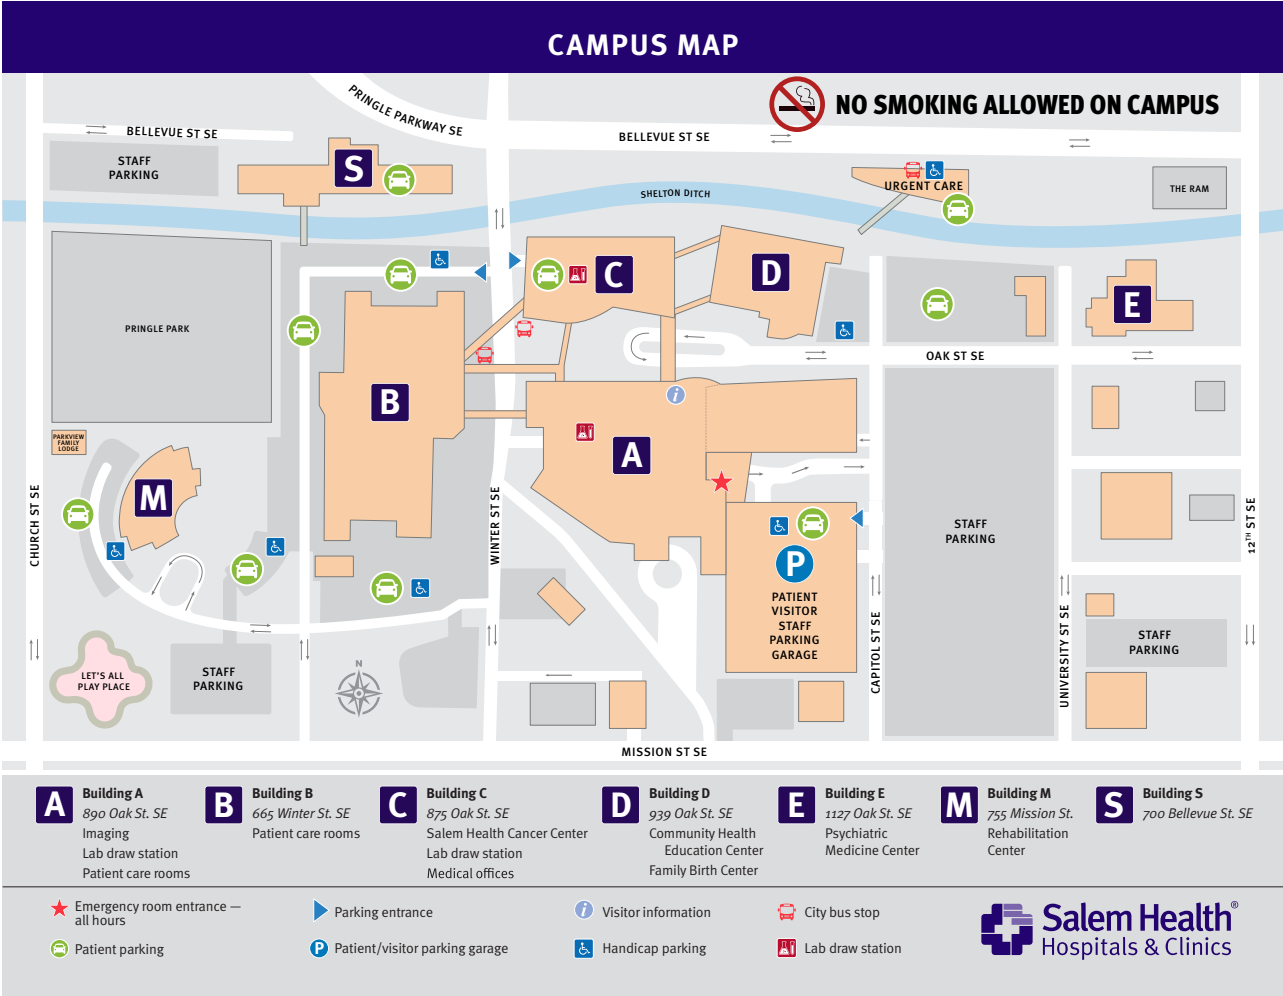 CAMPUS MAP
NO SMOKING ALLOWED ON CAMPUS
PRINGLE PARKWAY SE
BELLEVUE ST SE
BELLEVUE ST SE
STAFF
PARKING
S
URGENT CARE
THE RAM
SHELTON DITCH
C
D
E
PRINGLE PARK
OAK ST SE
B
i
A
PARKVIEW
FAMILY
LODGE
M
CHURCH ST SE
WINTER ST SE
12TH ST SE
STAFF
PARKING
P
PATIENT
VISITOR
STAFF
PARKING
GARAGE
CAPITOL ST SE
UNIVERSITY ST SE
STAFF
PARKING
LET'S ALL
PLAY PLACE
STAFF
PARKING
N
MISSION ST SE
A
Building A
890 Oak St. SE
Imaging
Lab draw station
Patient care rooms
B
Building B
665 Winter St. SE
Patient care rooms
C
Building C
875 Oak St. SE
Salem Health Cancer Center
Lab draw station
Medical offices
D
Building D
939 Oak St. SE
Community Health
Education Center
Family Birth Center
E
Building E
1127 Oak St. SE
Psychiatric
Medicine Center
M
Building M
755 Mission St.
Rehabilitation
Center
S
Building S
700 Bellevue St. SE
Emergency room entrance —
all hours
Patient parking
Parking entrance
P
Patient/visitor parking garage
i
Visitor information
Handicap parking
City bus stop
Lab draw station
Salem Health®
Hospitals & Clinics